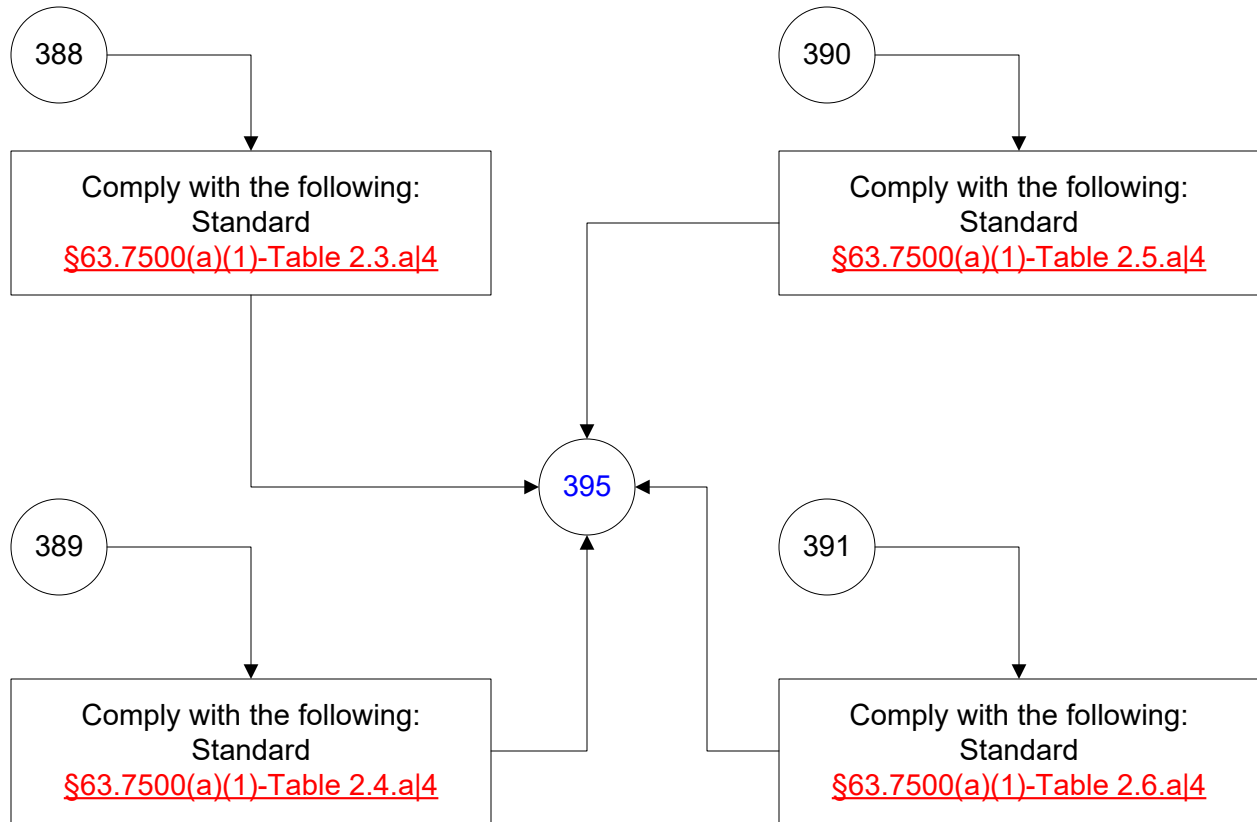 388
Comply with the following:
Standard
§63.7500(a)(1)-Table 2.3.a|4
390
Comply with the following:
Standard
§63.7500(a)(1)-Table 2.5.a|4
395
389
Comply with the following:
Standard
§63.7500(a)(1)-Table 2.4.a|4
391
Comply with the following:
Standard
§63.7500(a)(1)-Table 2.6.a|4